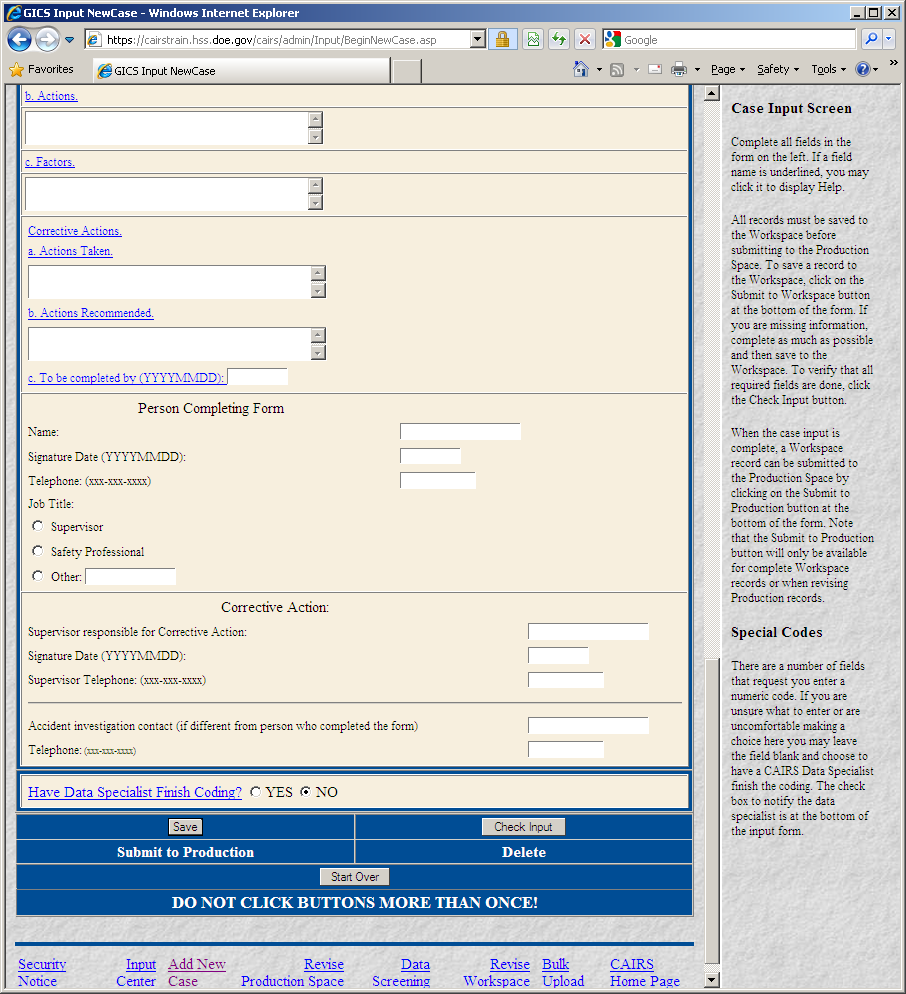 GICS Input NewCase - Windows Internet Explorer
https://cairstrain.hss.doe.gov/cairs/admin/Input/BeginNewCase.asp
Google
Favorites
GICS Input NewCase
Page
Safety
Tools
b. Actions.
c. Factors.
Corrective Actions.
a. Actions Taken.
b. Actions Recommended.
c. To be completed by (YYYYMMDD):
Person Completing Form
Name:
Signature Date (YYYYMMDD):
Telephone: (xxx-xxx-xxxx)
Job Title:
Supervisor
Safety Professional
Other:
Corrective Action:
Supervisor responsible for Corrective Action:
Signature Date (YYYYMMDD):
Supervisor Telephone: (xxx-xxx-xxxx)
Accident investigation contact (if different from person who completed the form)
Telephone: (xxx-xxx-xxxx)
Have Data Specialist Finish Coding? YES NO
Save
Check Input
Submit to Production
Delete
Start Over
DO NOT CLICK BUTTONS MORE THAN ONCE!
Security
Notice
Input
Center
Add New
Case
Revise
Production Space
Data
Screening
Revise
Workspace
Bulk
Upload
CAIRS
Home Page
Case Input Screen
Complete all fields in the
form on the left. If a field
name is underlined, you may
click it to display Help.
All records must be saved to
the Workspace before
submitting to the Production
Space. To save a record to
the Workspace, click on the
Submit to Workspace button
at the bottom of the form. If
you are missing information,
complete as much as possible
and then save to the
Workspace. To verify that all
required fields are done, click
the Check Input button.
When the case input is
complete, a Workspace
record can be submitted to
the Production Space by
clicking on the Submit to
Production button at the
bottom of the form. Note
that the Submit to Production
button will only be available
for complete Workspace
records or when revising
Production records.
Special Codes
There are a number of fields
that request you enter a
numeric code. If you are
unsure what to enter or are
uncomfortable making a
choice here you may leave
the field blank and choose to
have a CAIRS Data Specialist
finish the coding. The check
box to notify the data
specialist is at the bottom of
the input form.